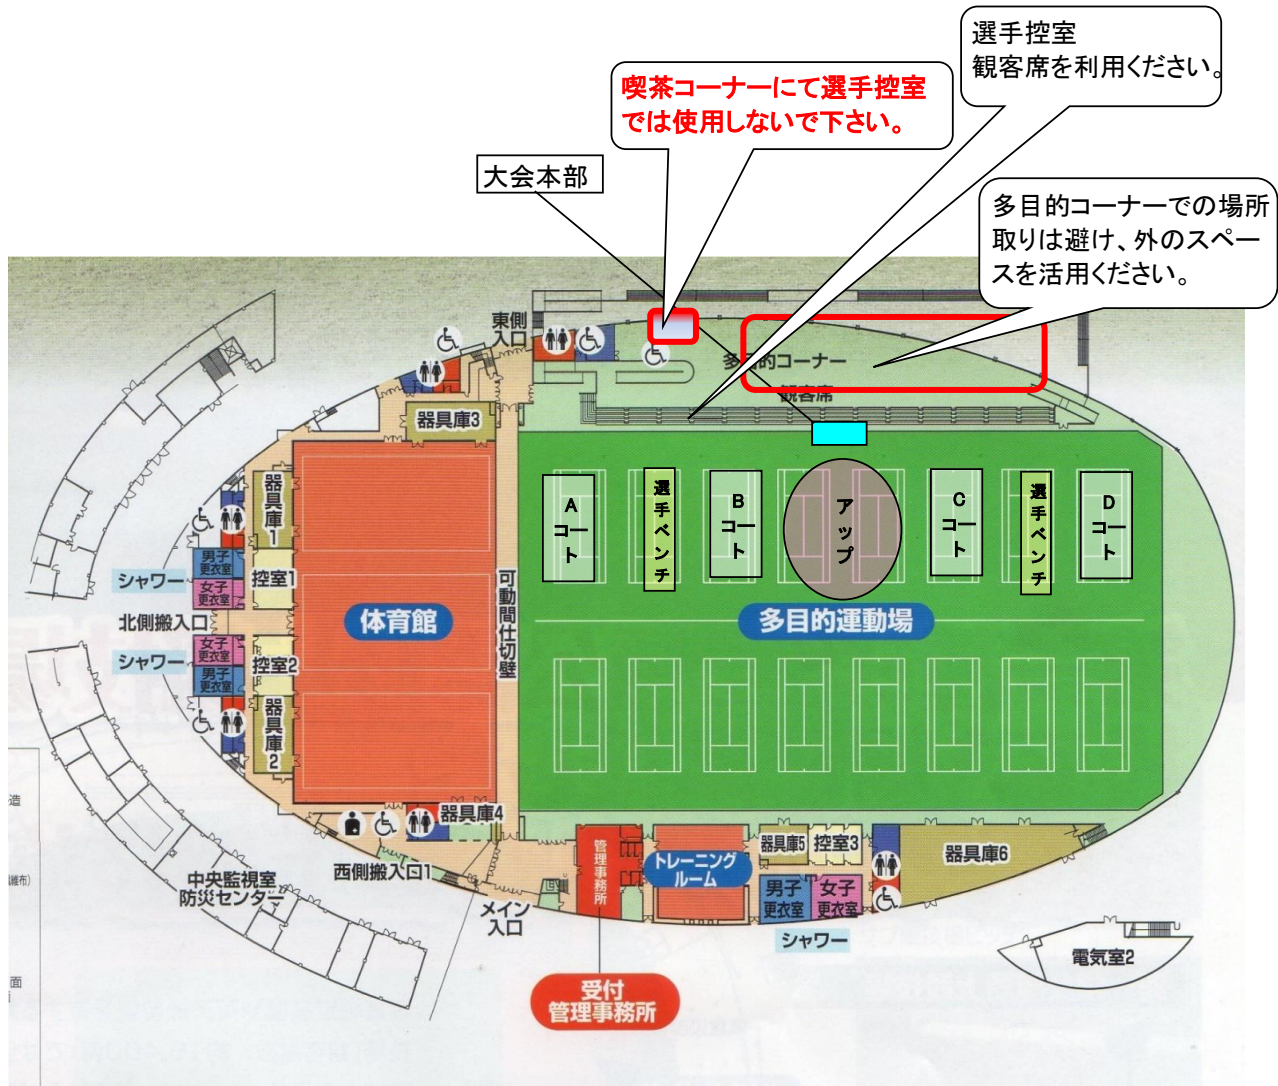 選手控室
観客席を利用ください。
喫茶コーナーにて選手控室
では使用しないで下さい。
大会本部
多目的コーナーでの場所
取りは避け、外のスペー
スを活用ください。
東側
入口
多目的コーナー
観客席
器具庫3
器具庫1
Aコート
選手ベンチ
Bコート
アップ
Cコート
選手ベンチ
Dコート
男子
更衣室
シャワー
女子
更衣室
控室1
可動間仕切壁
北側搬入口
体育館
多目的運動場
女子
更衣室
シャワー
男子
更衣室
控室2
器具庫2
器具庫4
西側搬入口1
中央監視室
防災センター
メイン
入口
管理事務所
トレーニング
ルーム
器具庫5
控室3
器具庫6
男子
更衣室
女子
更衣室
シャワー
電気室2
受付
管理事務所
造
面